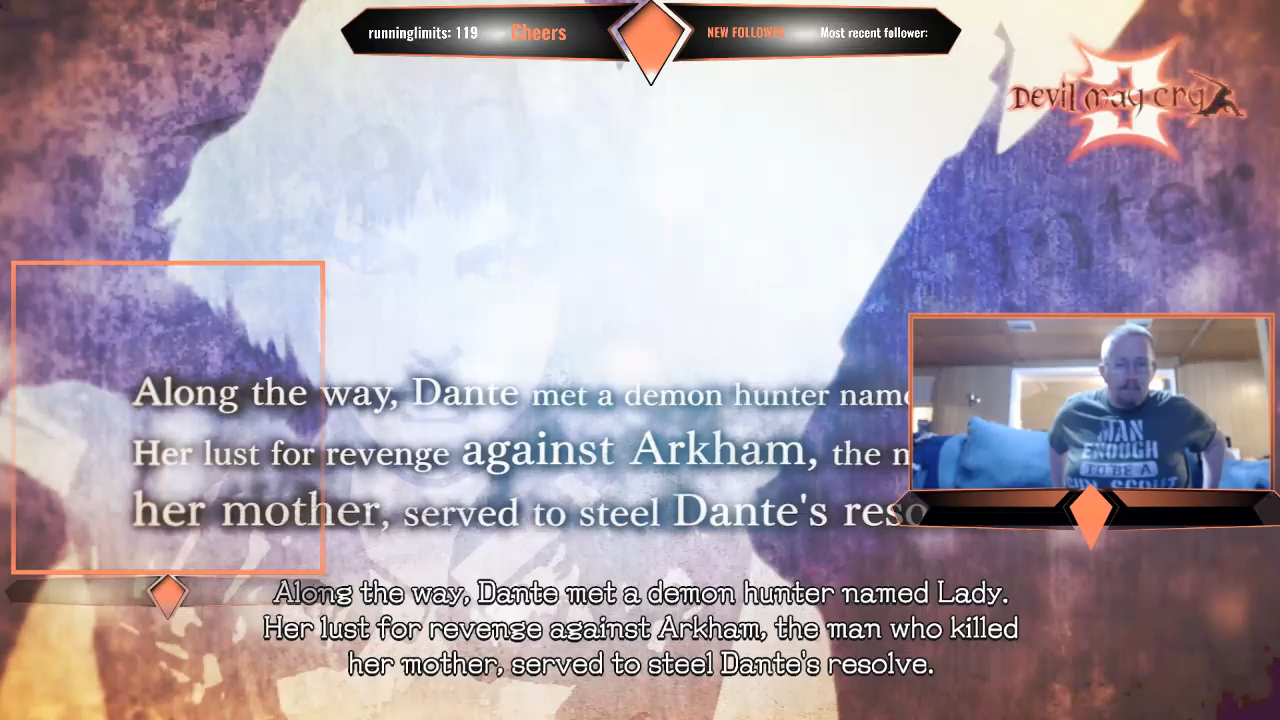 runninglimits: 119 Cheers NEW FOLLOWER Most recent follower:
Devil may cry 3
inter
Along the way, Dante met a demon hunter name
Her lust for revenge against Arkham, the m
her mother, served to steel Dante's reso
MAN
ENOUGH
TO BE A
Along the way, Dante met a demon hunter named Lady.
Her lust for revenge against Arkham, the man who killed
her mother, served to steel Dante's resolve.